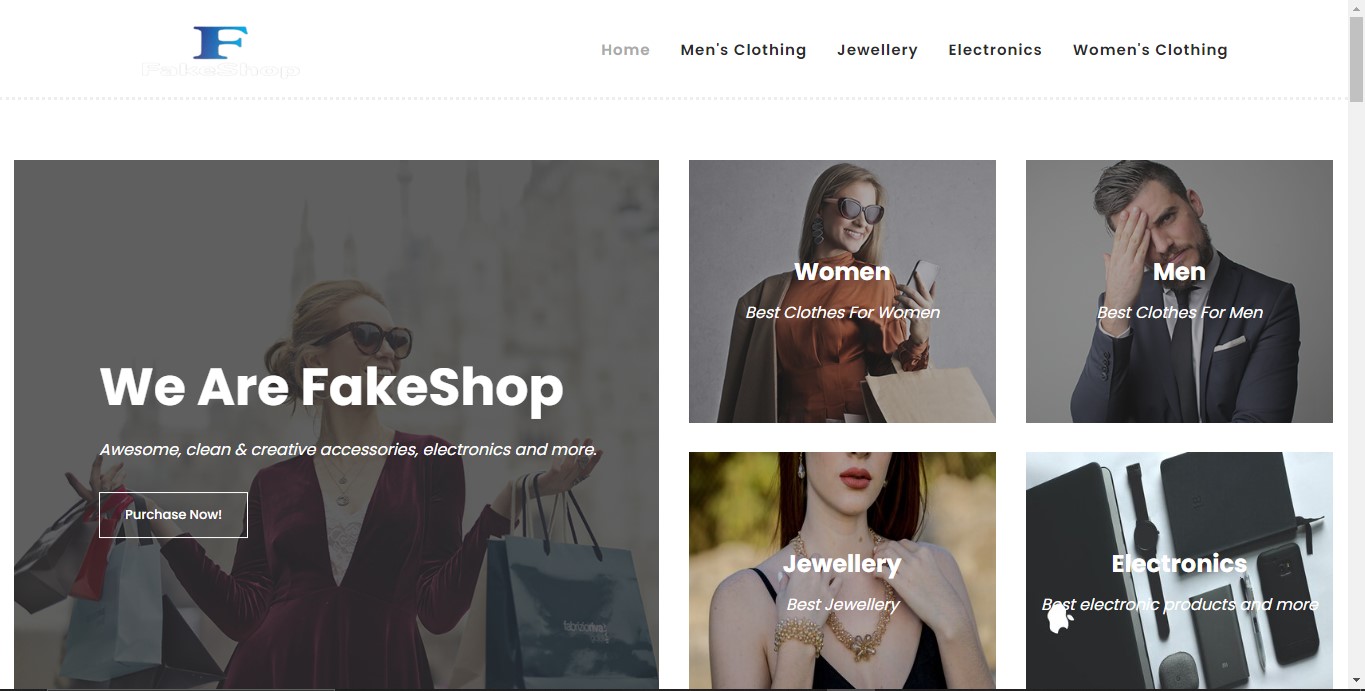 F
FakeShop
Home Men's Clothing Jewellery Electronics Women's Clothing
We Are FakeShop
Awesome, clean & creative accessories, electronics and more.
Purchase Now!
Women
Best Clothes For Women
Men
Best Clothes For Men
Jewellery
Best Jewellery
Electronics
Best electronic products and more